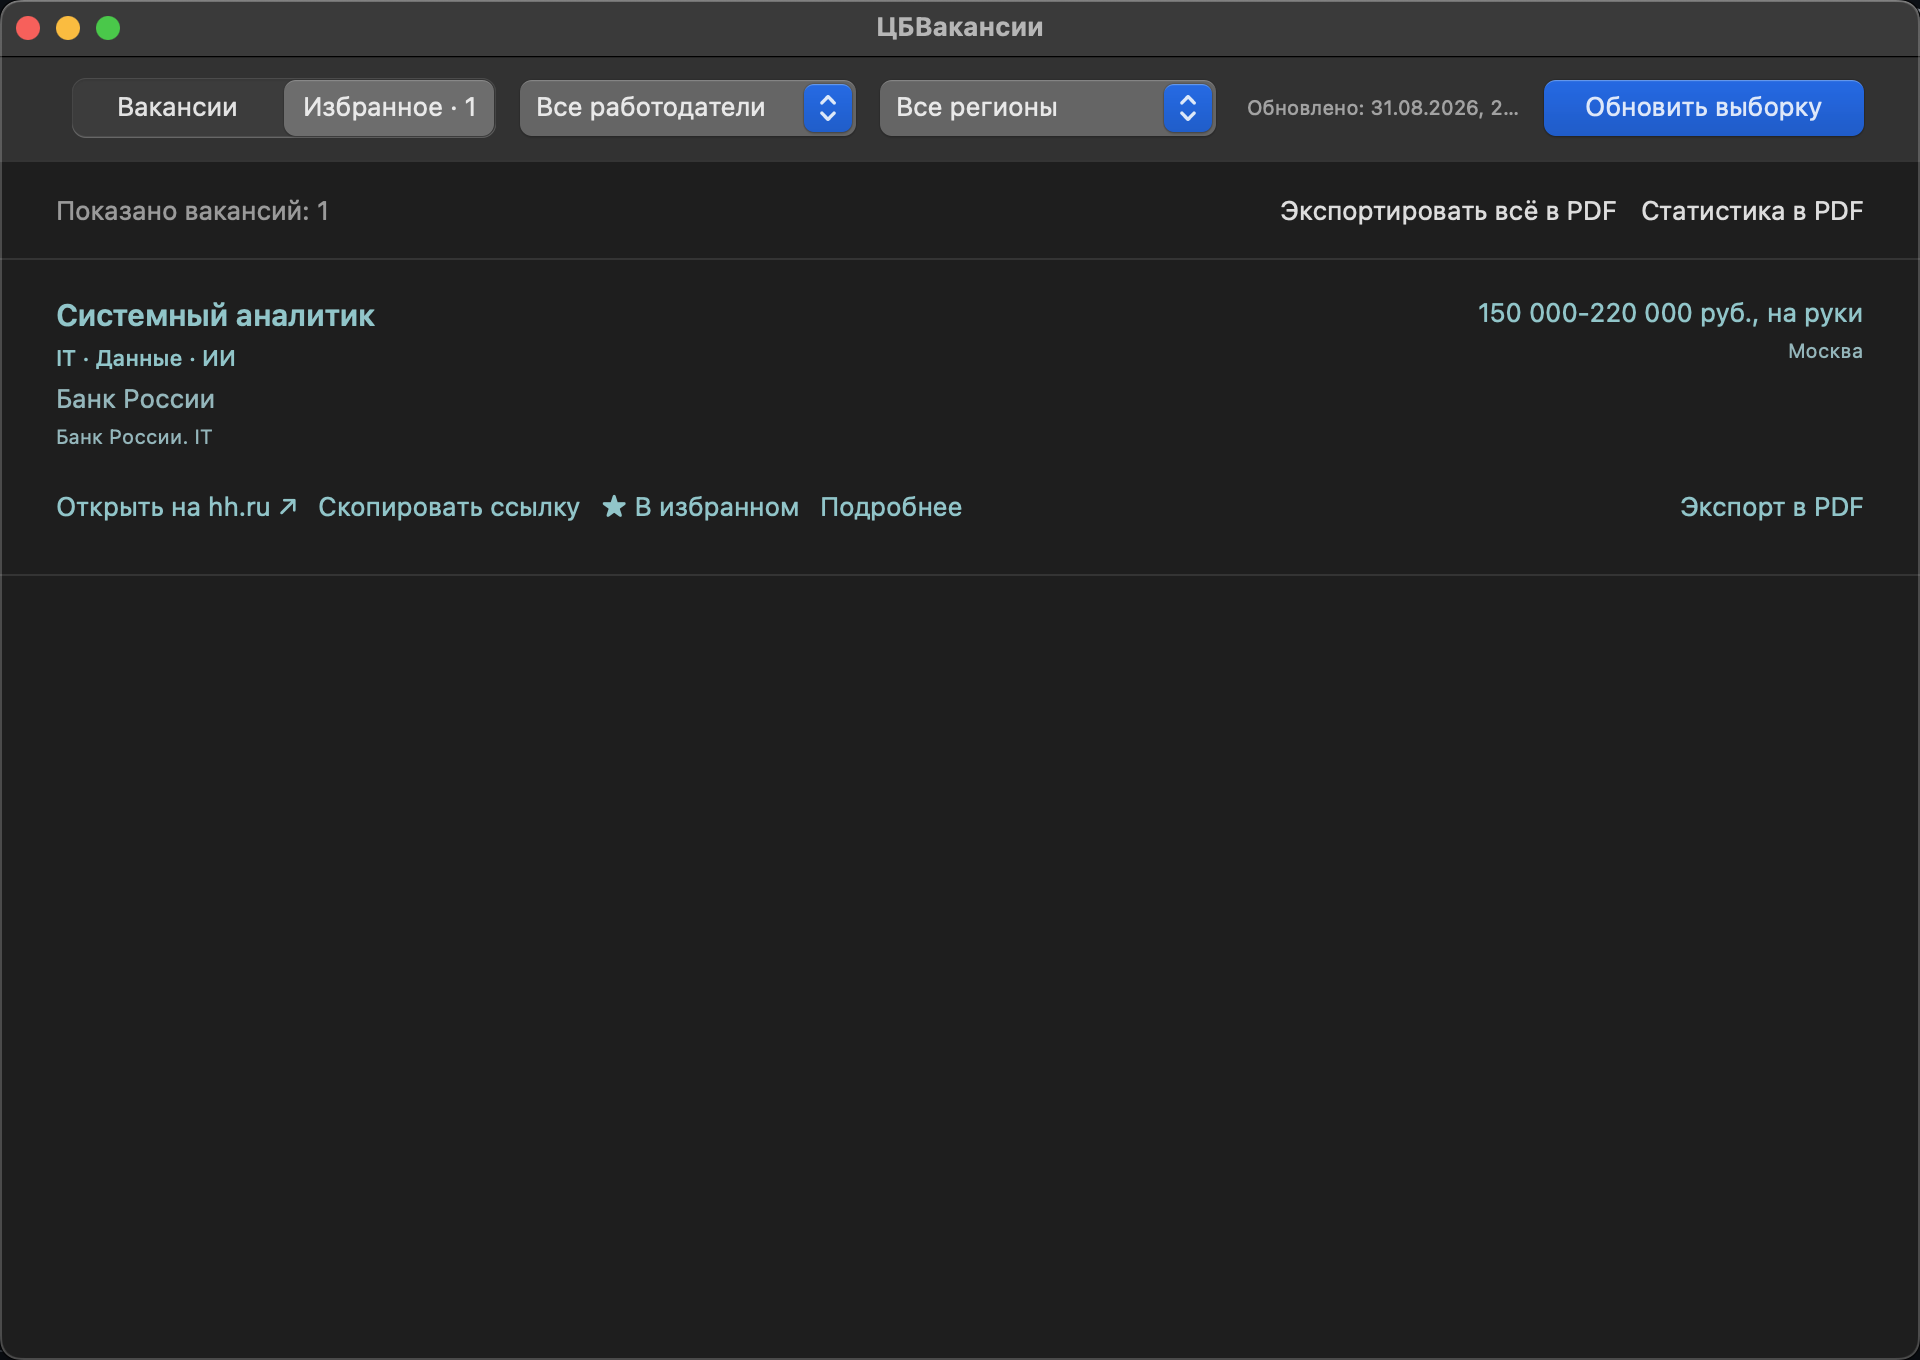 ЦБВакансии
Вакансии Избранное · 1 Все работодатели Все регионы Обновлено: 31.08.2026, 2... Обновить выборку
Показано вакансий: 1 Экспортировать всё в PDF Статистика в PDF
Системный аналитик 150 000-220 000 руб., на руки
IT · Данные · ИИ Москва
Банк России
Банк России. IT
Открыть на hh.ru ↗ Скопировать ссылку ★ В избранном Подробнее Экспорт в PDF